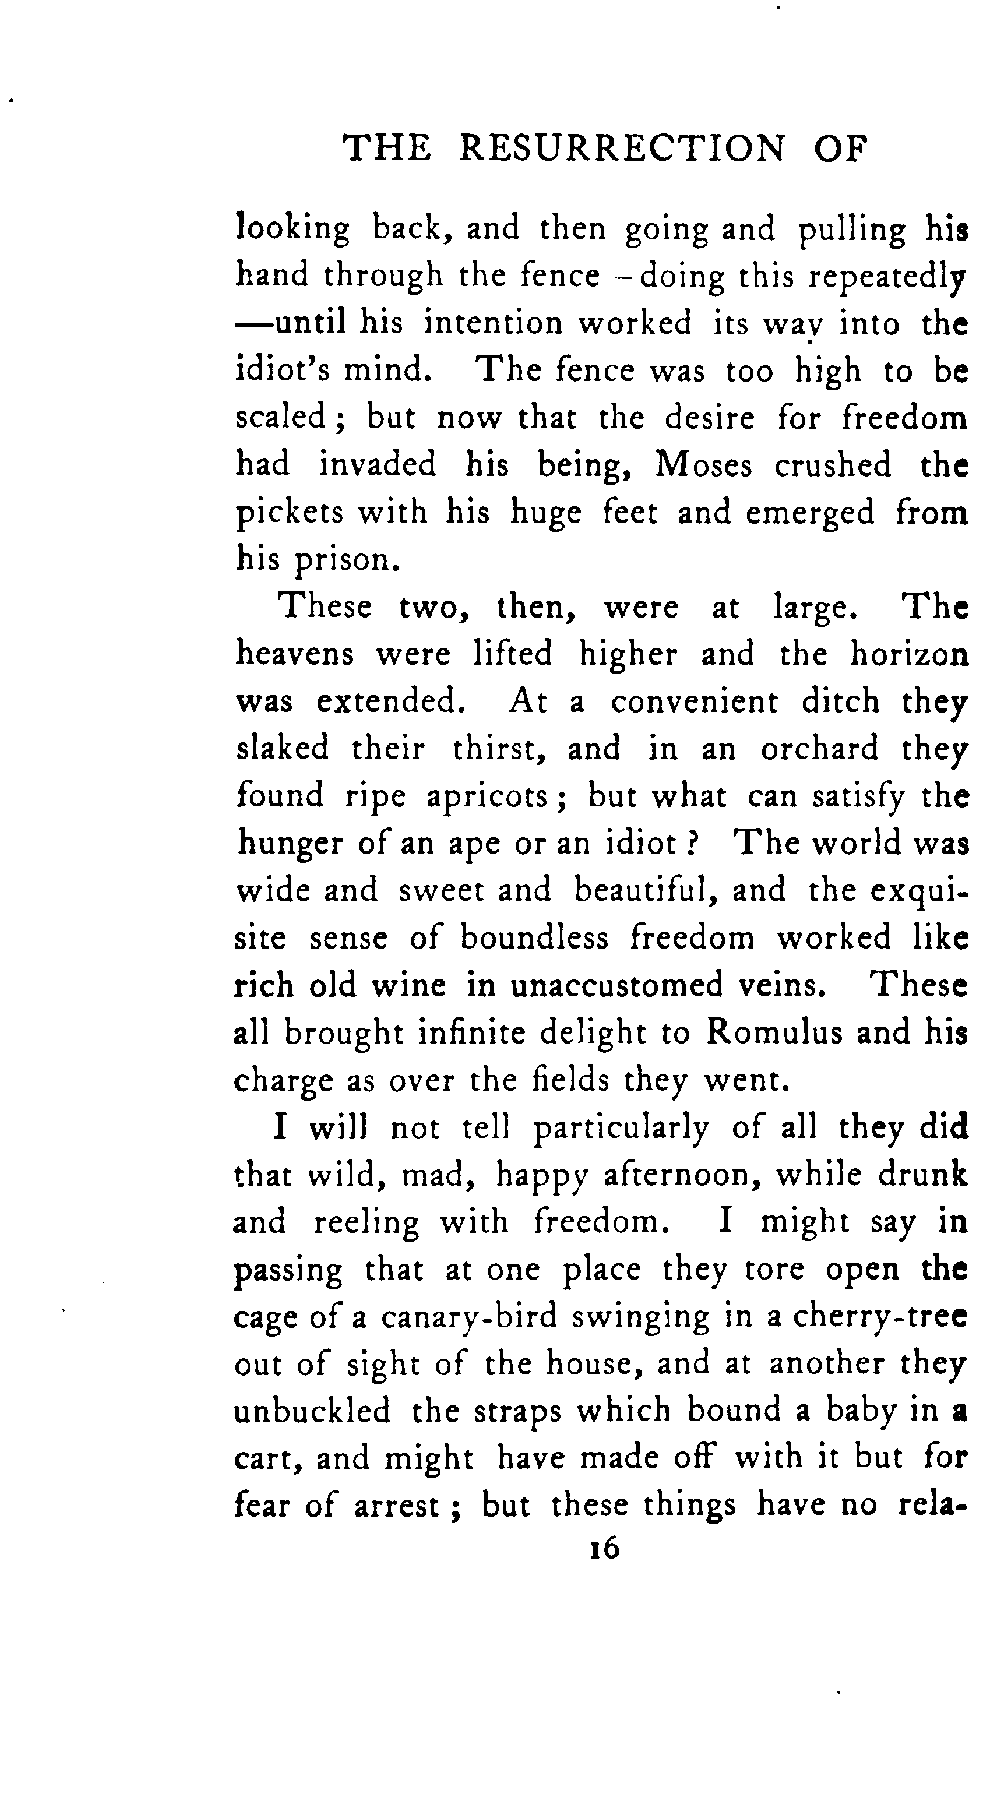 THE RESURRECTION OF
looking back, and then going and pulling his
hand through the fence – doing this repeatedly
—until his intention worked its way into the
idiot's mind. The fence was too high to be
scaled ; but now that the desire for freedom
had invaded his being, Moses crushed the
pickets with his huge feet and emerged from
his prison.
These two, then, were at large. The
heavens were lifted higher and the horizon
was extended. At a convenient ditch they
slaked their thirst, and in an orchard they
found ripe apricots ; but what can satisfy the
hunger of an ape or an idiot ? The world was
wide and sweet and beautiful, and the exqui-
site sense of boundless freedom worked like
rich old wine in unaccustomed veins. These
all brought infinite delight to Romulus and his
charge as over the fields they went.
I will not tell particularly of all they did
that wild, mad, happy afternoon, while drunk
and reeling with freedom. I might say in
passing that at one place they tore open the
cage of a canary-bird swinging in a cherry-tree
out of sight of the house, and at another they
unbuckled the straps which bound a baby in a
cart, and might have made off with it but for
fear of arrest ; but these things have no rela-
16